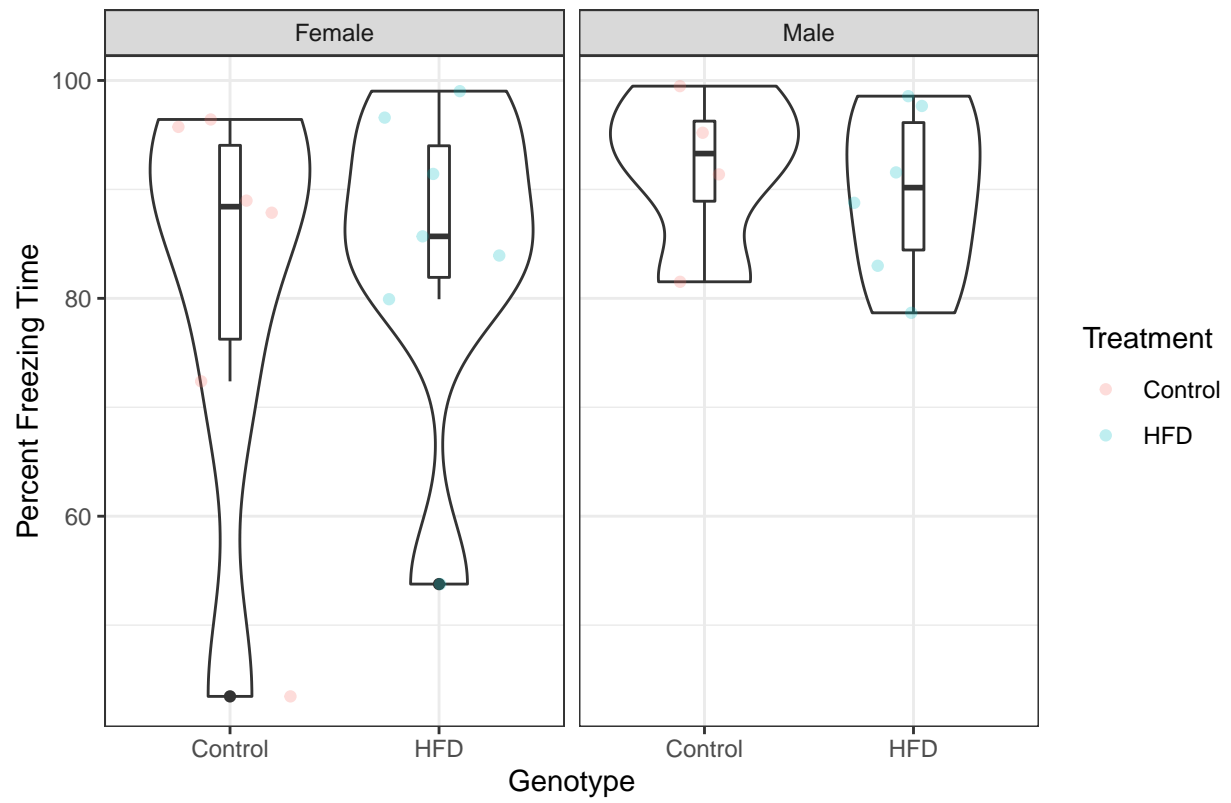 Female
Male
100
80
60
Percent Freezing Time
Control
HFD
Control
HFD
Genotype
Treatment
Control
HFD